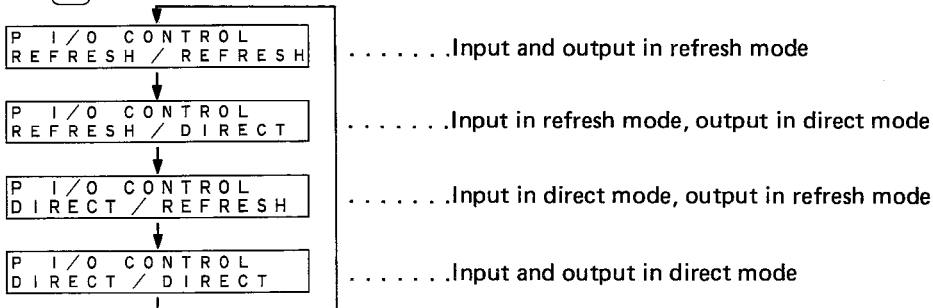 P I/O CONTROL
REFRESH / REFRESH
.......Input and output in refresh mode
P I/O CONTROL
REFRESH / DIRECT
.......Input in refresh mode, output in direct mode
P I/O CONTROL
DIRECT / REFRESH
.......Input in direct mode, output in refresh mode
P I/O CONTROL
DIRECT / DIRECT
.......Input and output in direct mode